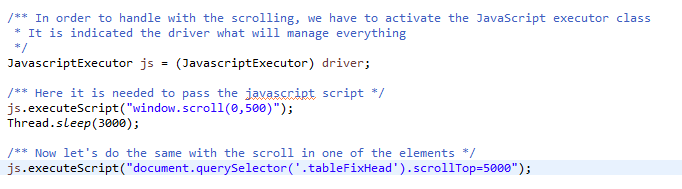 /** In order to handle with the scrolling, we have to activate the JavaScript executor class
 * It is indicated the driver what will manage everything
 */
JavascriptExecutor js = (JavascriptExecutor) driver;
/** Here it is needed to pass the javascript script */
js.executeScript("window.scroll(0,500)");
Thread.sleep(3000);
/** Now let's do the same with the scroll in one of the elements */
js.executeScript("document.querySelector('.tableFixHead').scrollTop=5000");